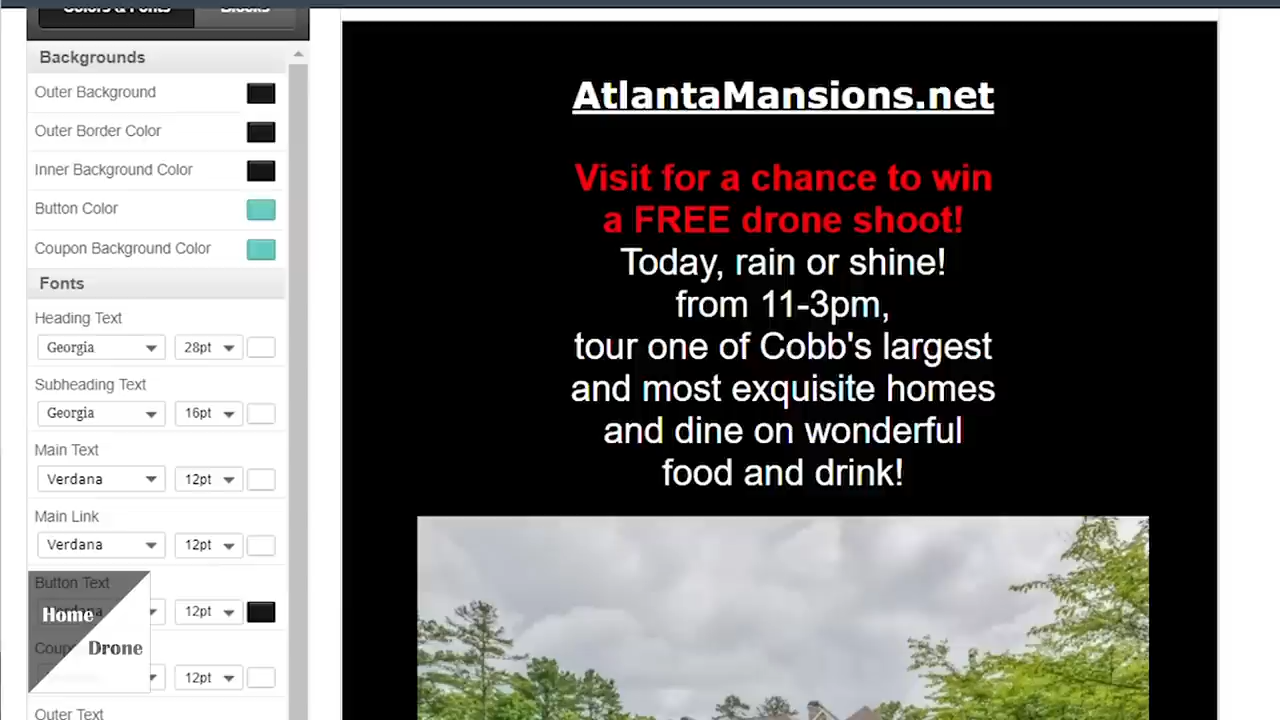 Colors & Fonts
Blocks
Backgrounds
Outer Background
Outer Border Color
Inner Background Color
Button Color
Coupon Background Color
Fonts
Heading Text
Georgia 28pt
Subheading Text
Georgia 16pt
Main Text
Verdana 12pt
Main Link
Verdana 12pt
Button Text
12pt
12pt
Outer Text
Home
Drone
AtlantaMansions.net
Visit for a chance to win
a FREE drone shoot!
Today, rain or shine!
from 11-3pm,
tour one of Cobb's largest
and most exquisite homes
and dine on wonderful
food and drink!